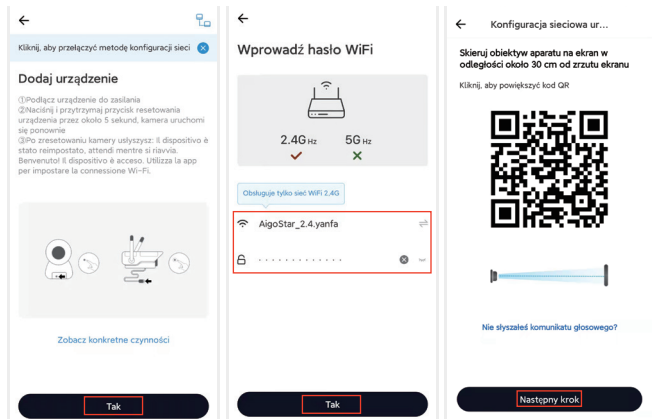 Kliknij, aby przełączyć metodę konfiguracji sieci
Dodaj urządzenie
①Podłącz urządzenie do zasilania
②Naciśnij i przytrzymaj przycisk resetowania
urządzenia przez około 5 sekund, kamera uruchomi
się ponownie
③Po zresetowaniu kamery usłyszysz: Il dispositivo è
stato reimpostato, attendi mentre si riavvia.
Benvenuto! Il dispositivo è acceso. Utilizza la app
per impostare la connessione Wi-Fi.
Zobacz konkretne czynności
Tak
Wprowadź hasło WiFi
2.4G Hz
5G Hz
Obsługuje tylko sieć WiFi 2.4G
AigoStar_2.4.yanfa
Tak
Konfiguracja sieciowa ur...
Skieruj obiektyw aparatu na ekran w
odległości około 30 cm od zrzutu ekranu
Kliknij, aby powiększyć kod QR
Nie słyszałeś komunikatu głosowego?
Następny krok